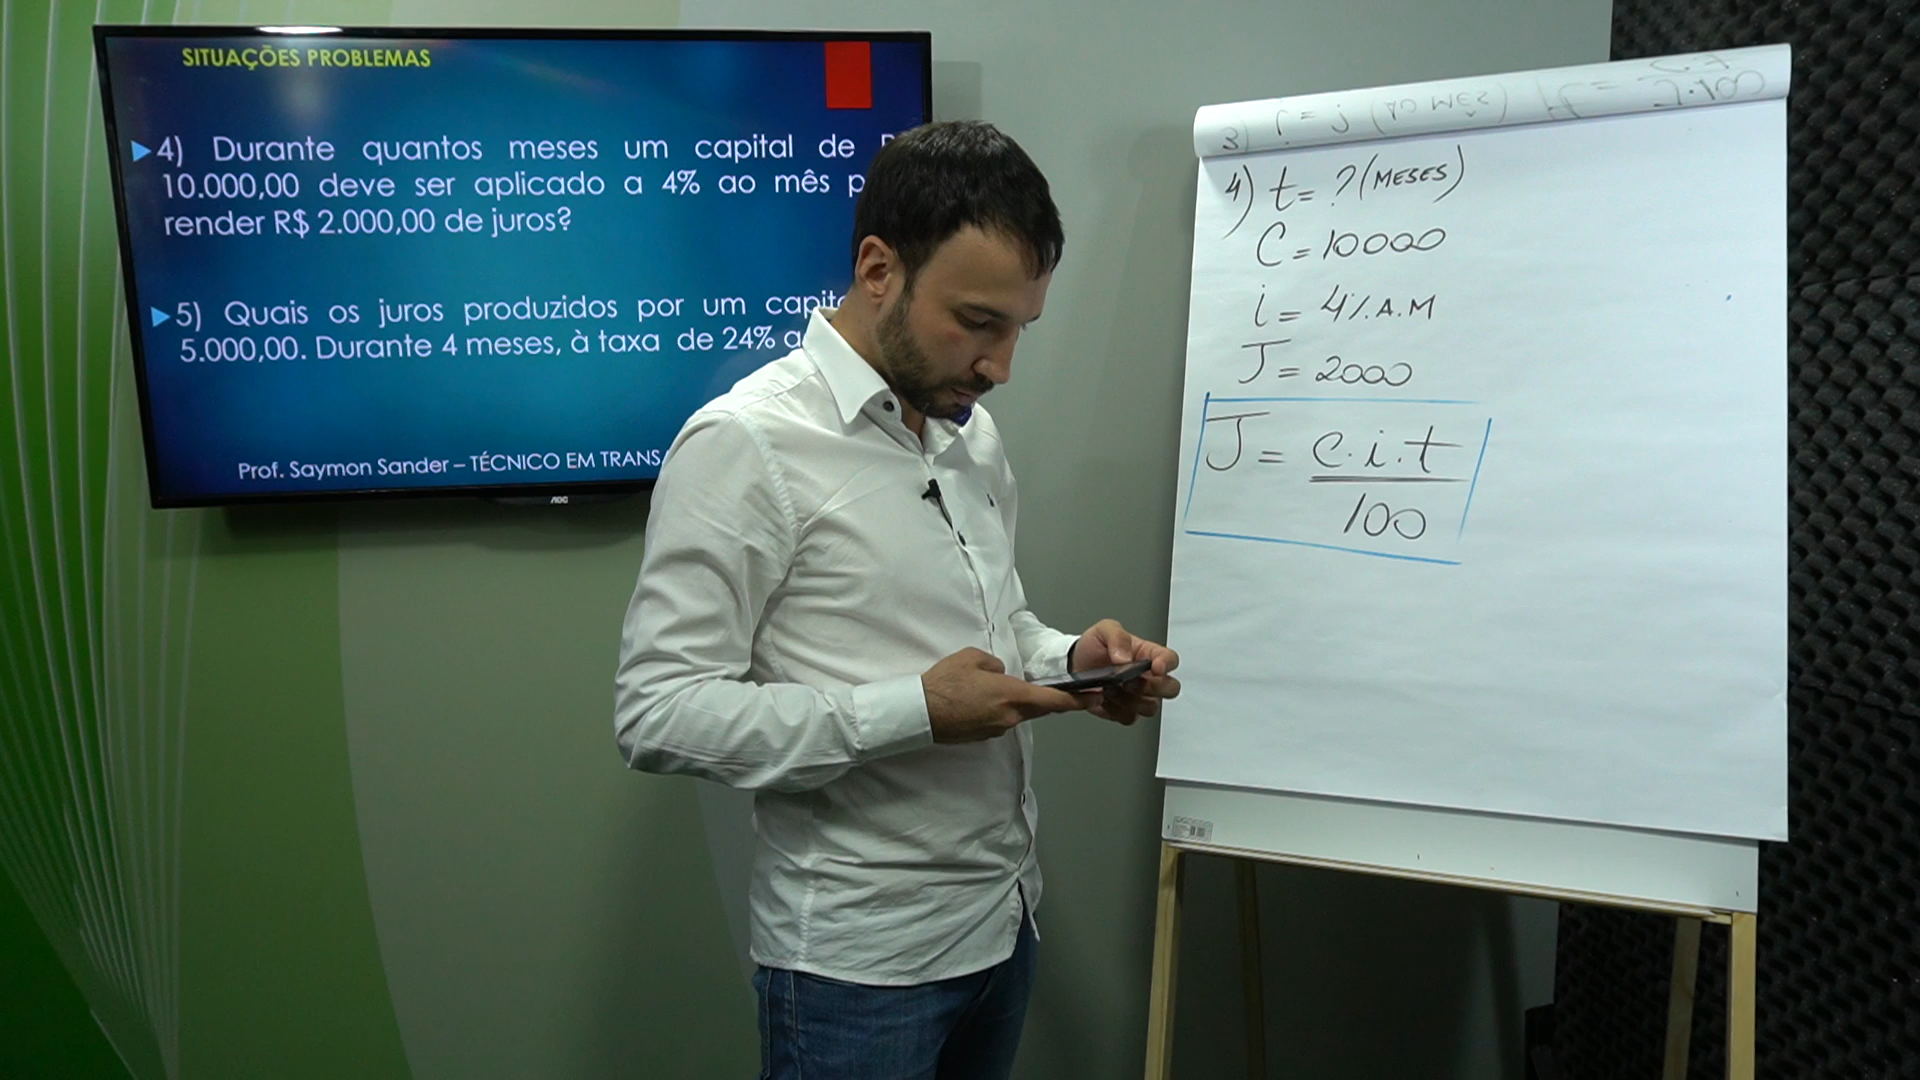 SITUAÇÕES PROBLEMAS
4) Durante quantos meses um capital de
10.000,00 deve ser aplicado a 4% ao mês
render R$ 2.000,00 de juros?
5) Quais os juros produzidos por um
5.000,00. Durante 4 meses, à taxa de 24%
Prof. Saymon Sander – TÉCNICO EM
AOC
4) t = ? (MESES)
C = 10000
i = 4% A.M
J = 2000
J = c.i.t
100